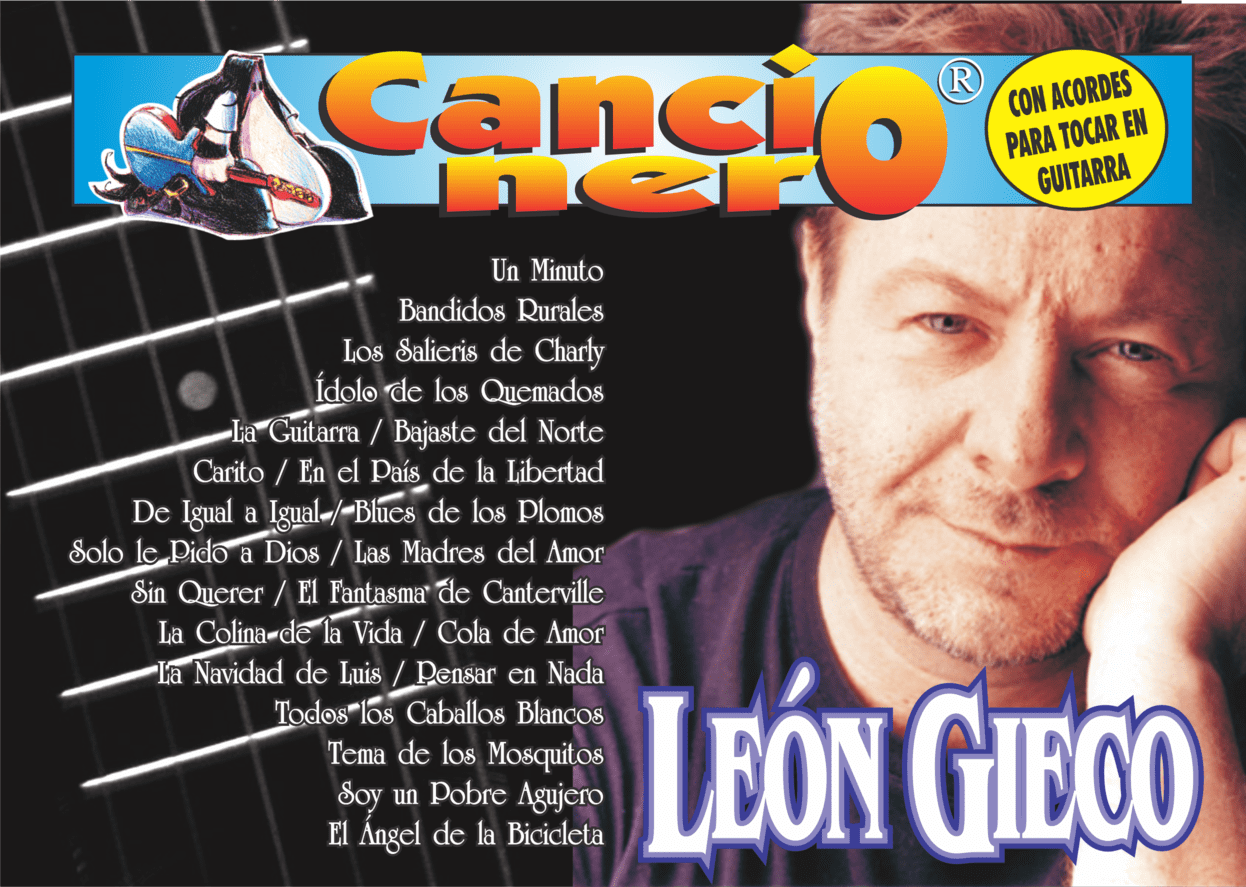 Cancio
nero
®
CON ACORDES
PARA TOCAR EN
GUITARRA
Un Minuto
Bandidos Rurales
Los Salieris de Charly
Ídolo de los Quemados
La Guitarra / Bajaste del Norte
Carito / En el País de la Libertad
De Igual a Igual / Blues de los Plomos
Solo le Pido a Dios / Las Madres del Amor
Sin Querer / El Fantasma de Canterville
La Colina de la Vida / Cola de Amor
La Navidad de Luis / Pensar en Nada
Todos los Caballos Blancos
Tema de los Mosquitos
Soy un Pobre Agujero
El Ángel de la Bicicleta
LEÓN GIECO